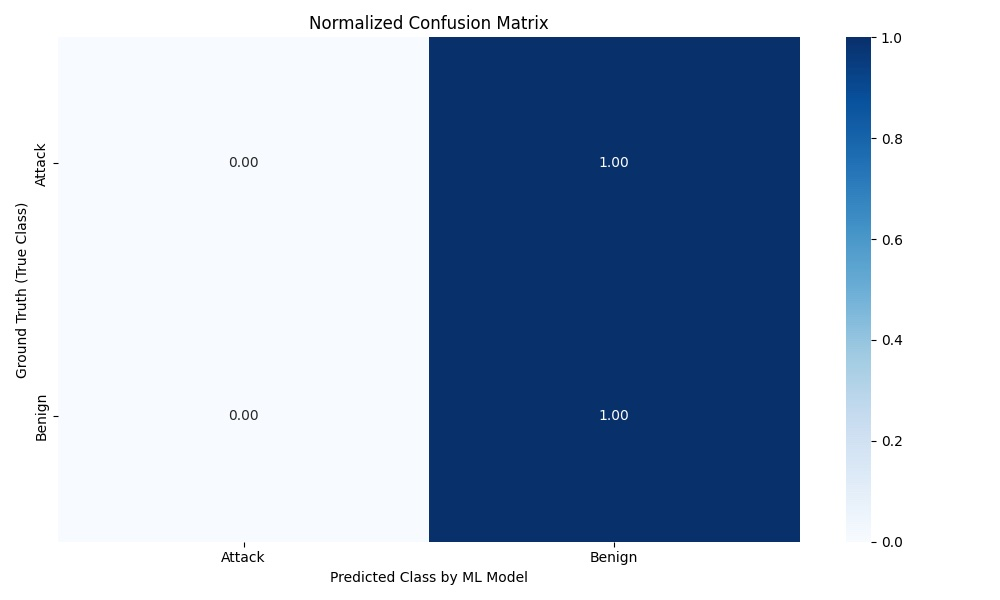 Normalized Confusion Matrix
Ground Truth (True Class)
Attack
Benign
0.00
1.00
0.00
1.00
Attack
Benign
Predicted Class by ML Model
1.0
0.8
0.6
0.4
0.2
0.0